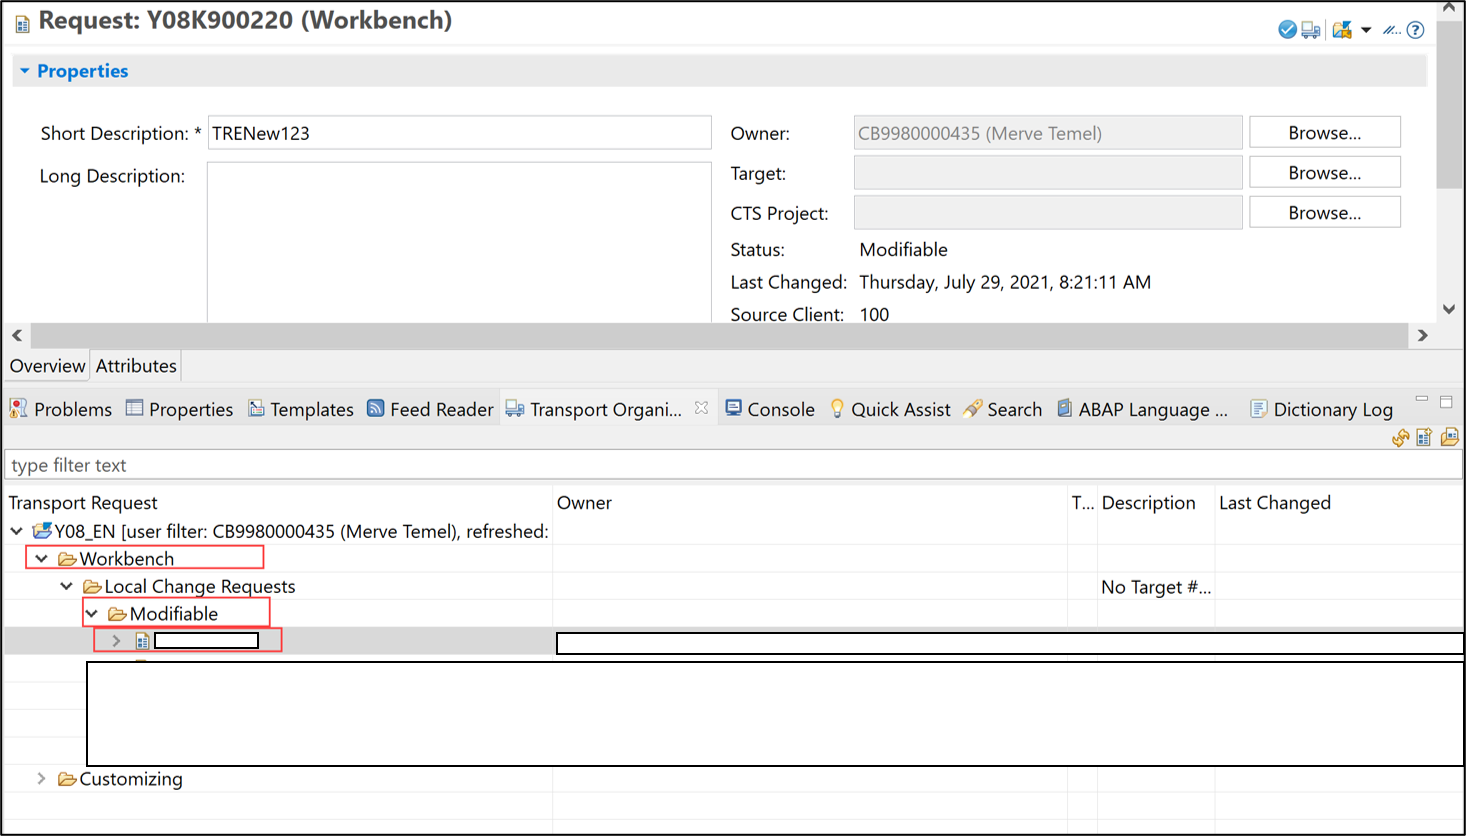 Request: Y08K900220 (Workbench)
Properties
Short Description: * TRENew123
Owner: CB9980000435 (Merve Temel) Browse...
Long Description:
Target: Browse...
CTS Project: Browse...
Status: Modifiable
Last Changed: Thursday, July 29, 2021, 8:21:11 AM
Source Client: 100
Overview Attributes
Problems Properties Templates Feed Reader Transport Organi... Console Quick Assist Search ABAP Language ... Dictionary Log
type filter text
Transport Request Owner T... Description Last Changed
Y08_EN [user filter: CB9980000435 (Merve Temel), refreshed:
Workbench
Local Change Requests No Target #...
Modifiable
Customizing